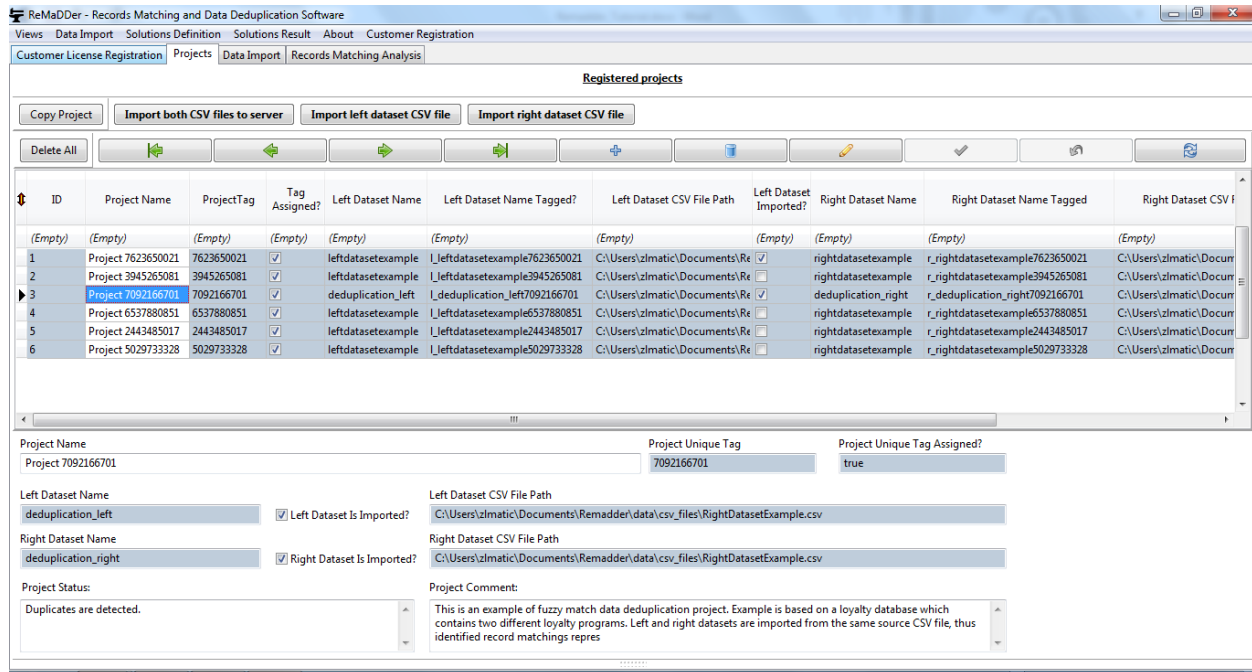 ReMaDDer - Records Matching and Data Deduplication Software
Views Data Import Solutions Definition Solutions Result About Customer Registration
Customer License Registration Projects Data Import Records Matching Analysis
Registered projects
Copy Project Import both CSV files to server Import left dataset CSV file Import right dataset CSV file
Delete All
ID Project Name ProjectTag Tag Assigned? Left Dataset Name Left Dataset Name Tagged? Left Dataset CSV File Path Left Dataset Imported? Right Dataset Name Right Dataset Name Tagged Right Dataset CSV F
(Empty) (Empty) (Empty) (Empty) (Empty) (Empty) (Empty) (Empty) (Empty) (Empty) (Empty)
1 Project 7623650021 7623650021 leftdatasetexample l_leftdatasetexample7623650021 C:\Users\zlmatic\Documents\Re rightdatasetexample r_rightdatasetexample7623650021 C:\Users\zlmatic\Docum
2 Project 3945265081 3945265081 leftdatasetexample l_leftdatasetexample3945265081 C:\Users\zlmatic\Documents\Re rightdatasetexample r_rightdatasetexample3945265081 C:\Users\zlmatic\Docum
3 Project 7092166701 7092166701 deduplication_left l_deduplication_left7092166701 C:\Users\zlmatic\Documents\Re deduplication_right r_deduplication_right7092166701 C:\Users\zlmatic\Docum
4 Project 6537880851 6537880851 leftdatasetexample l_leftdatasetexample6537880851 C:\Users\zlmatic\Documents\Re rightdatasetexample r_rightdatasetexample6537880851 C:\Users\zlmatic\Docum
5 Project 2443485017 2443485017 leftdatasetexample l_leftdatasetexample2443485017 C:\Users\zlmatic\Documents\Re rightdatasetexample r_rightdatasetexample2443485017 C:\Users\zlmatic\Docum
6 Project 5029733328 5029733328 leftdatasetexample l_leftdatasetexample5029733328 C:\Users\zlmatic\Documents\Re rightdatasetexample r_rightdatasetexample5029733328 C:\Users\zlmatic\Docum
Project Name Project Unique Tag Project Unique Tag Assigned?
Project 7092166701 7092166701 true
Left Dataset Name Left Dataset CSV File Path
deduplication_left Left Dataset Is Imported? C:\Users\zlmatic\Documents\Remadder\data\csv_files\RightDatasetExample.csv
Right Dataset Name Right Dataset CSV File Path
deduplication_right Right Dataset Is Imported? C:\Users\zlmatic\Documents\Remadder\data\csv_files\RightDatasetExample.csv
Project Status: Project Comment:
Duplicates are detected.
This is an example of fuzzy match data deduplication project. Example is based on a loyalty database which
contains two different loyalty programs. Left and right datasets are imported from the same source CSV file, thus
identified record matchings repres